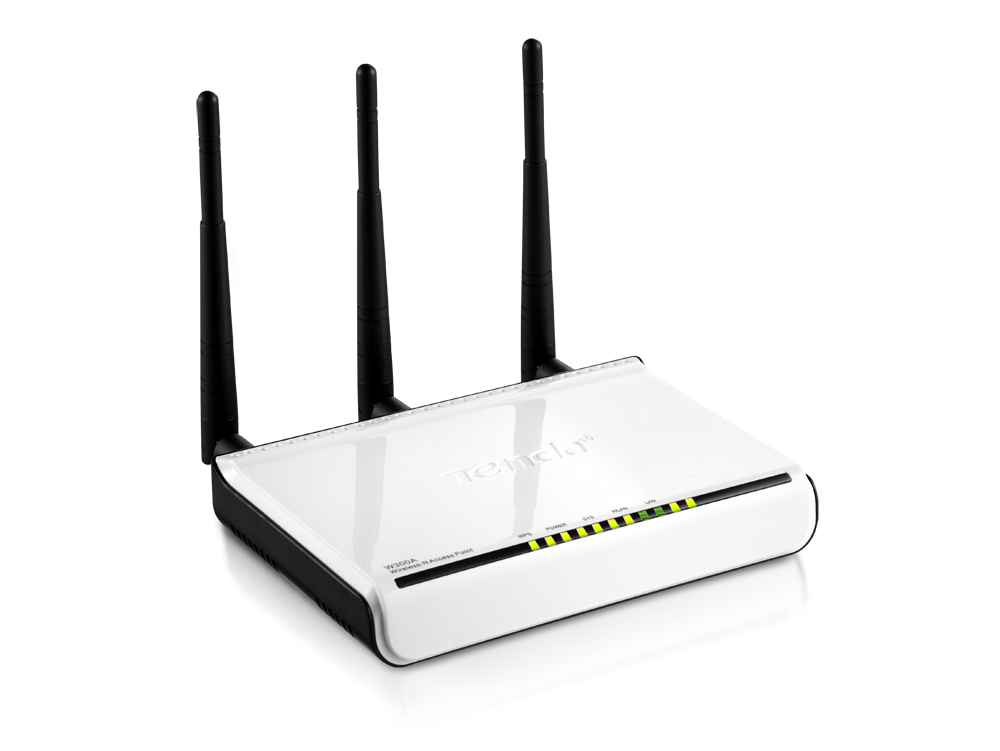 Tenda
WPS POWER SYS WLAN LAN
W300A
Wireless-N Access Point